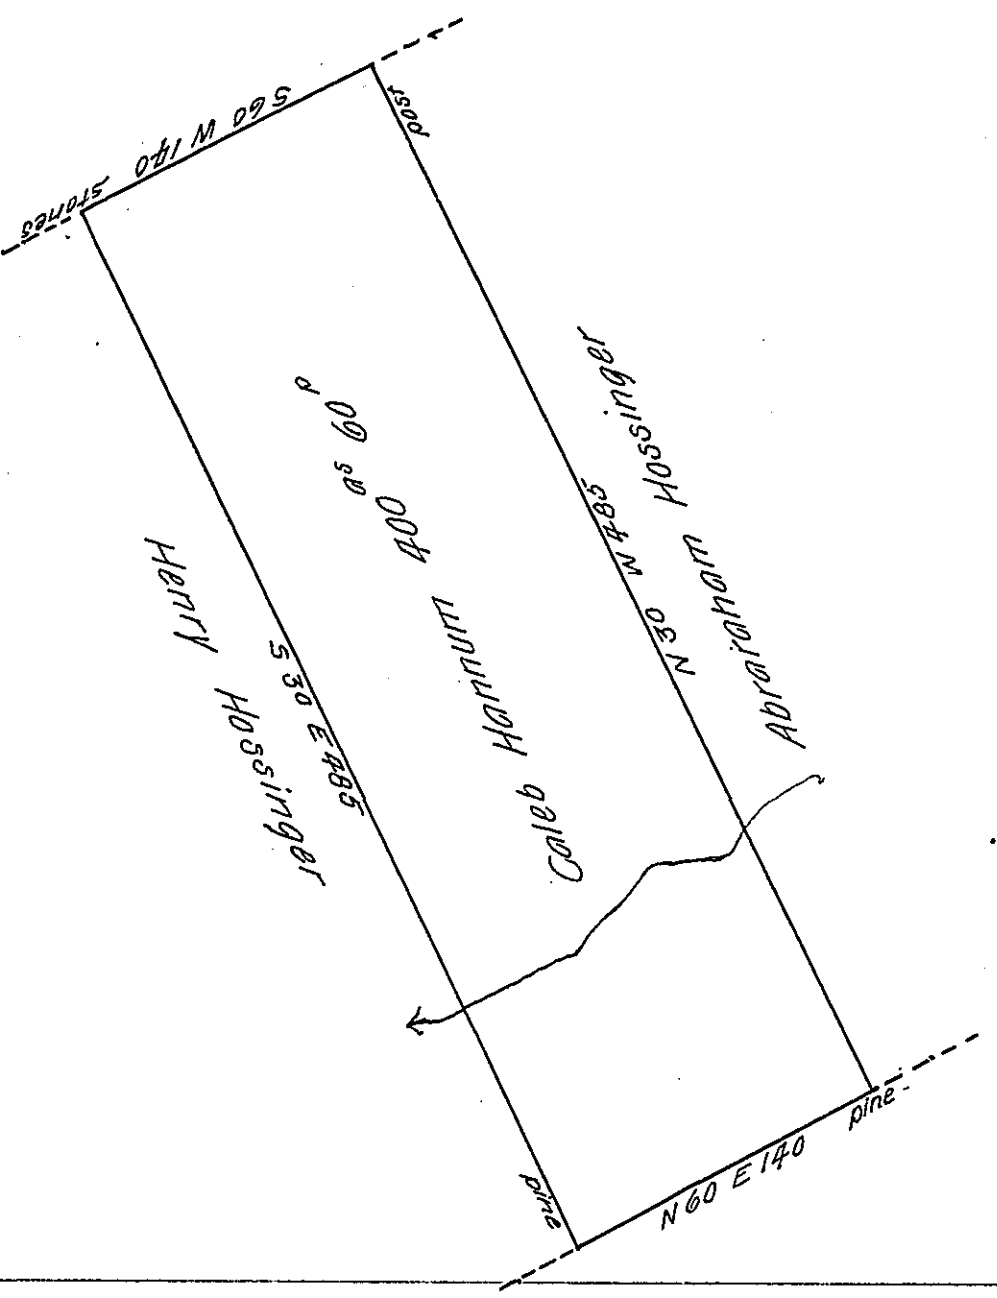 S 60 W 140
stones
post
Abraraham Hossinger
N 30 W 485
Caleb Hannum 400 as 60 p
S 30 E 485
Henry Hossinger
pine
N 60 E 140
pine